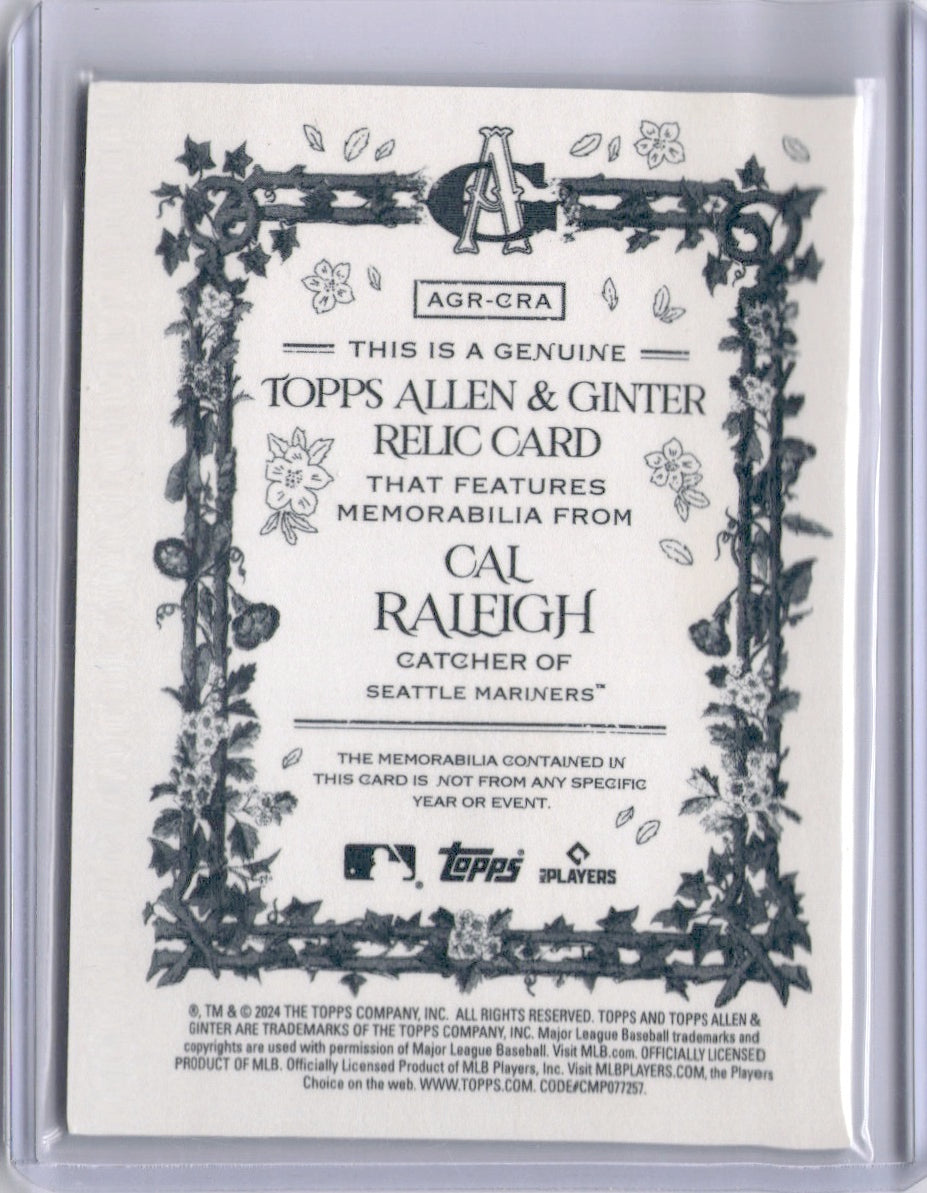 AG
AGR-CRA
THIS IS A GENUINE
TOPPS ALLEN & GINTER
RELIC CARD
THAT FEATURES
MEMORABILIA FROM
CAL
RALEIGH
CATCHER OF
SEATTLE MARINERS™
THE MEMORABILIA CONTAINED IN
THIS CARD IS NOT FROM ANY SPECIFIC
YEAR OR EVENT.
® Topps ® MLB PLAYERS
®, TM & © 2024 THE TOPPS COMPANY, INC. ALL RIGHTS RESERVED. TOPPS AND TOPPS ALLEN &
GINTER ARE TRADEMARKS OF THE TOPPS COMPANY, INC. Major League Baseball trademarks and
copyrights are used with permission of Major League Baseball. Visit MLB.com. OFFICIALLY LICENSED
PRODUCT OF MLB. Officially Licensed Product of MLB Players, Inc. Visit MLBPLAYERS.COM, the Players
Choice on the web. WWW.TOPPS.COM. CODE#CMP077257.